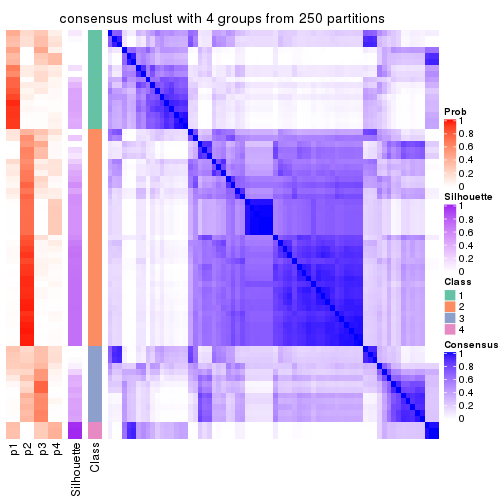 consensus mclust with 4 groups from 250 partitions
Prob
1
0.8
0.6
0.4
0.2
0
Silhouette
1
0.8
0.6
0.4
0.2
0
Class
1
2
3
4
Consensus
1
0.8
0.6
0.4
0.2
0
p1
p2
p3
p4
Silhouette
Class